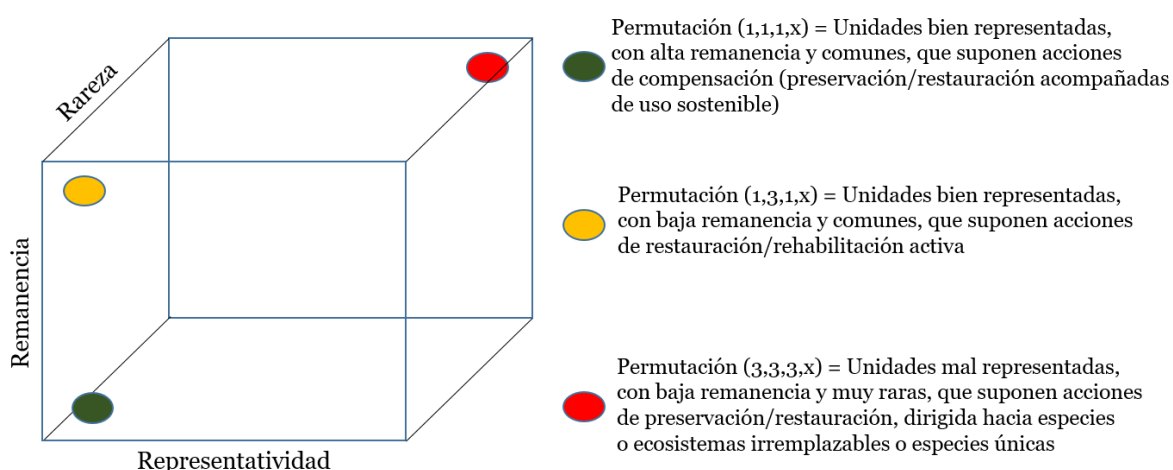 Rareza
Remanencia
Representatividad
Permutación (1,1,1,x) = Unidades bien representadas,
con alta remanencia y comunes, que suponen acciones
de compensación (preservación/restauración acompañadas
de uso sostenible)
Permutación (1,3,1,x) = Unidades bien representadas,
con baja remanencia y comunes, que suponen acciones
de restauración/rehabilitación activa
Permutación (3,3,3,x) = Unidades mal representadas,
con baja remanencia y muy raras, que suponen acciones
de preservación/restauración, dirigida hacia especies
o ecosistemas irremplazables o especies únicas